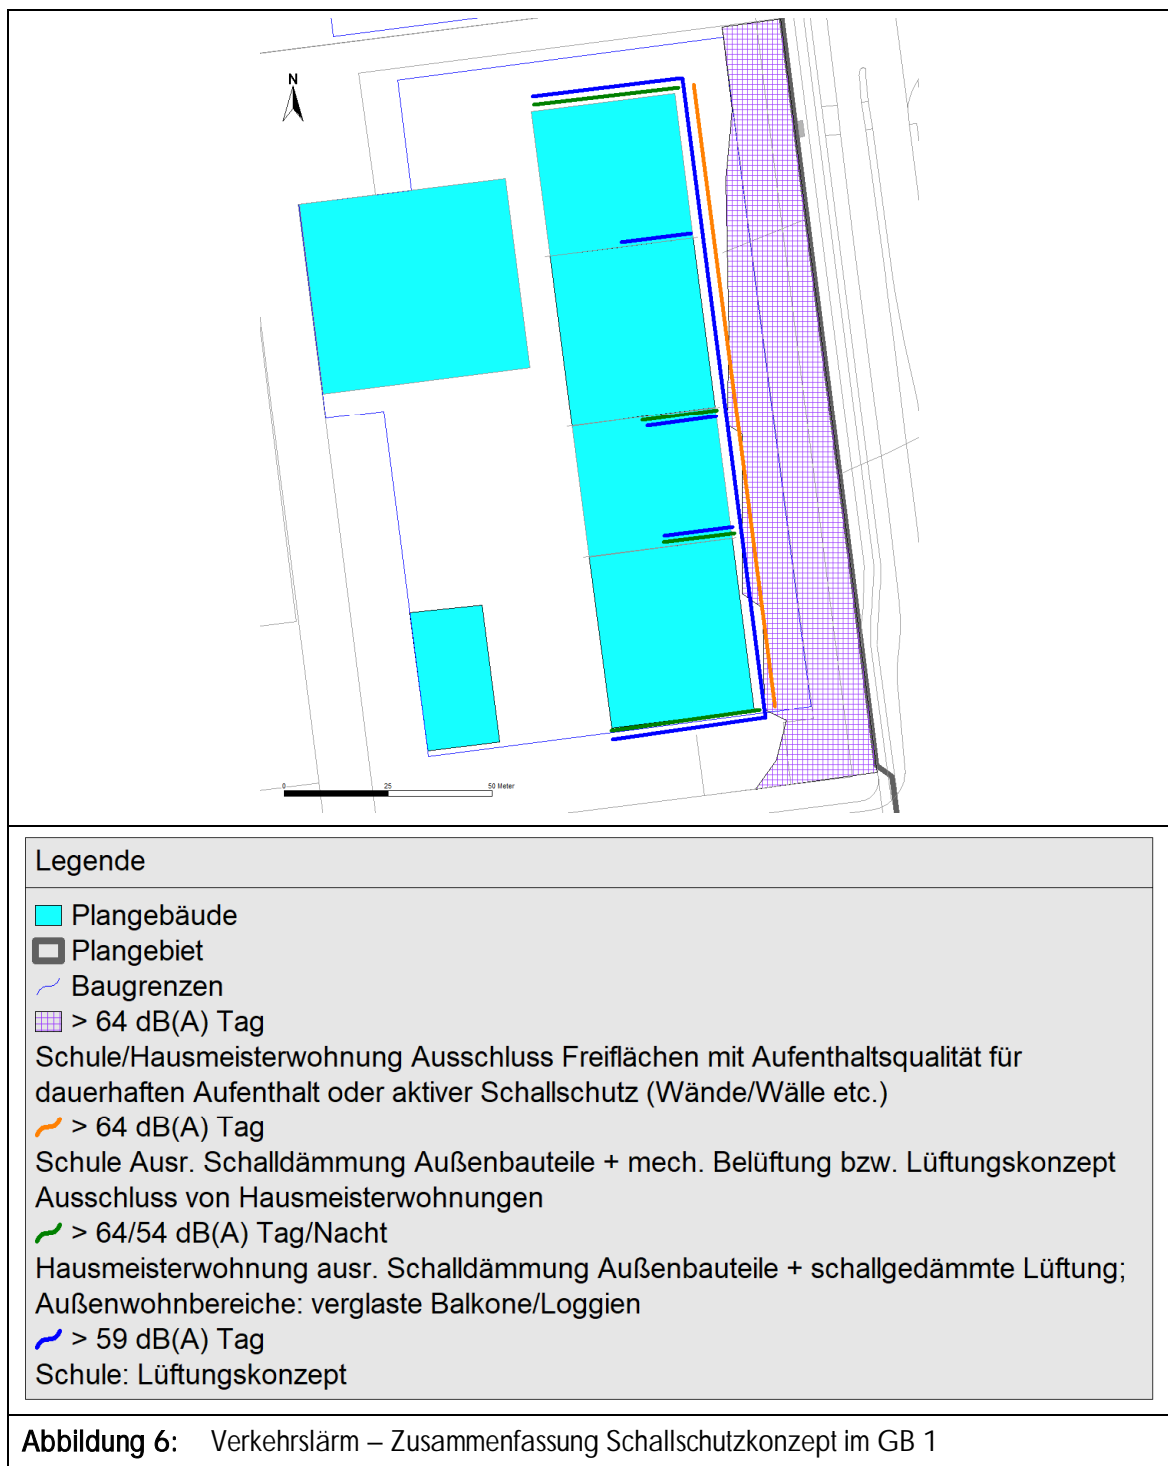 N
0
25
50 Meter
Legende
Plangebäude
Plangebiet
Baugrenzen
> 64 dB(A) Tag
Schule/Hausmeisterwohnung Ausschluss Freiflächen mit Aufenthaltsqualität für
dauerhaften Aufenthalt oder aktiver Schallschutz (Wände/Wälle etc.)
> 64 dB(A) Tag
Schule Ausr. Schalldämmung Außenbauteile + mech. Belüftung bzw. Lüftungskonzept
Ausschluss von Hausmeisterwohnungen
> 64/54 dB(A) Tag/Nacht
Hausmeisterwohnung ausr. Schalldämmung Außenbauteile + schallgedämmte Lüftung;
Außenwohnbereiche: verglaste Balkone/Loggien
> 59 dB(A) Tag
Schule: Lüftungskonzept
Abbildung 6: Verkehrslärm – Zusammenfassung Schallschutzkonzept im GB 1